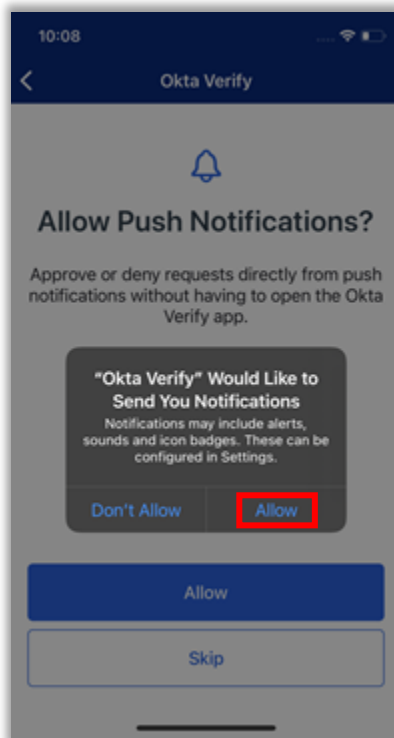 10:08
Okta Verify
Allow Push Notifications?
Approve or deny requests directly from push
notifications without having to open the Okta
Verify app.
“Okta Verify” Would Like to
Send You Notifications
Notifications may include alerts,
sounds and icon badges. These can be
configured in Settings.
Don't Allow
Allow
Allow
Skip